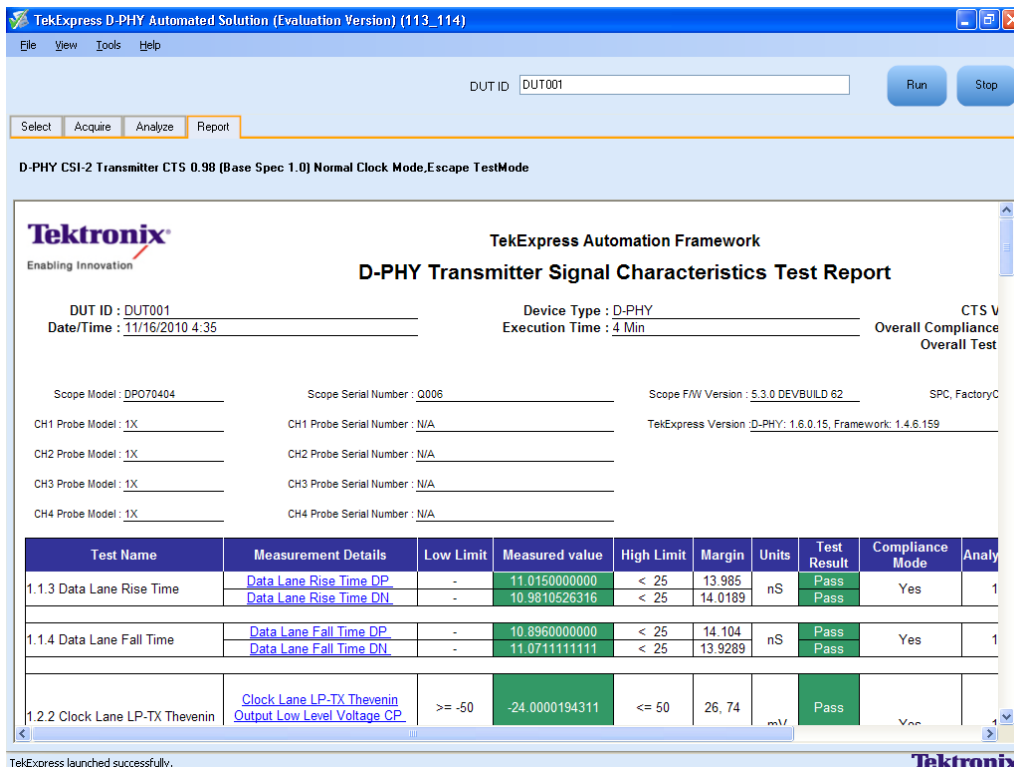 TekExpress D-PHY Automated Solution (Evaluation Version) (113_114)
File View Tools Help
DUT ID DUT001 Run Stop
Select Acquire Analyze Report
D-PHY CSI-2 Transmitter CTS 0.98 (Base Spec 1.0) Normal Clock Mode,Escape TestMode
Tektronix
Enabling Innovation
TekExpress Automation Framework
D-PHY Transmitter Signal Characteristics Test Report
DUT ID : DUT001 Device Type : D-PHY CTS V
Date/Time : 11/16/2010 4:35 Execution Time : 4 Min Overall Compliance
Overall Test
Scope Model : DPO70404 Scope Serial Number : Q006 Scope F/W Version : 5.3.0 DEVBUILD 62 SPC, FactoryC
CH1 Probe Model : 1X CH1 Probe Serial Number : N/A TekExpress Version :D-PHY: 1.6.0.15, Framework: 1.4.6.159
CH2 Probe Model : 1X CH2 Probe Serial Number : N/A
CH3 Probe Model : 1X CH3 Probe Serial Number : N/A
CH4 Probe Model : 1X CH4 Probe Serial Number : N/A
Test Name Measurement Details Low Limit Measured value High Limit Margin Units Test Result Compliance Mode Analy
1.1.3 Data Lane Rise Time Data Lane Rise Time DP - 11.0150000000 < 25 13.985 nS Pass Yes 1
Data Lane Rise Time DN - 10.9810526316 < 25 14.0189 Pass
1.1.4 Data Lane Fall Time Data Lane Fall Time DP - 10.8960000000 < 25 14.104 nS Pass Yes 1
Data Lane Fall Time DN - 11.0711111111 < 25 13.9289 Pass
1.2.2 Clock Lane LP-TX Thevenin Clock Lane LP-TX Thevenin Output Low Level Voltage CP >= -50 -24.0000194311 <= 50 26, 74 mV Pass Yes 1
TekExpress launched successfully. Tektronix